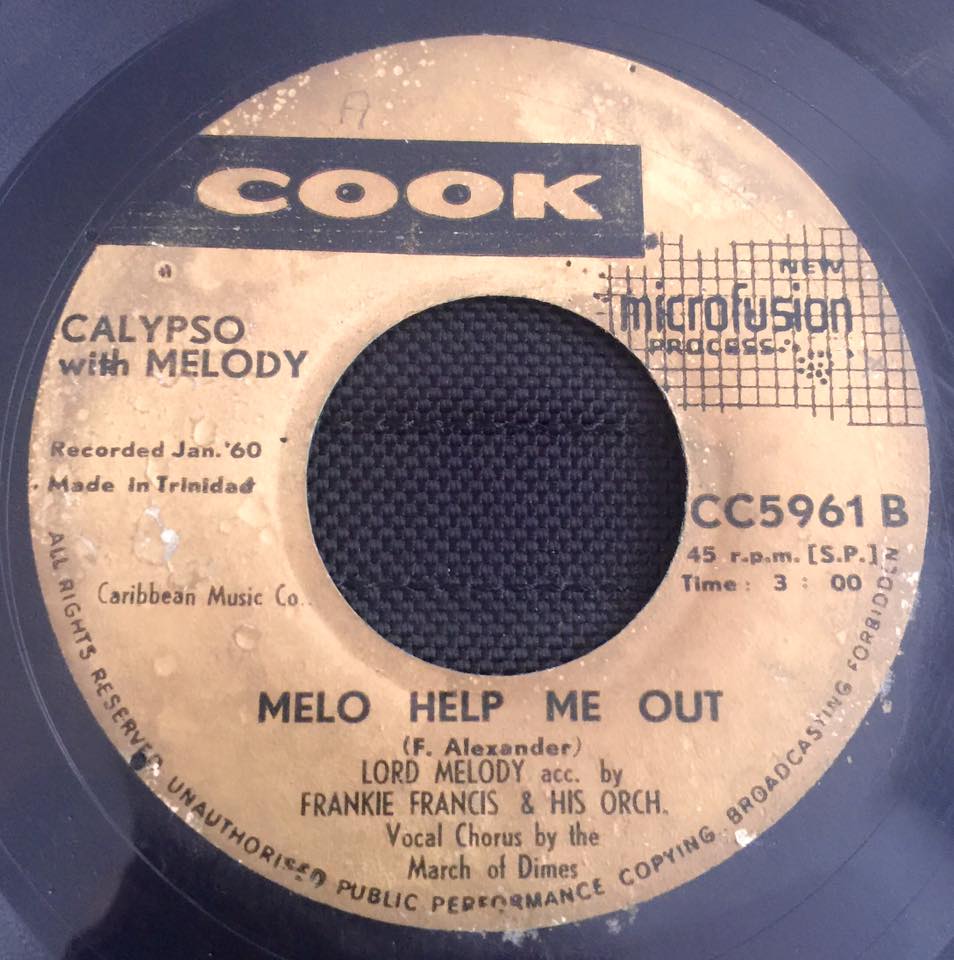 A
COOK
NEW
microfusion
PROCESS
CALYPSO
with MELODY
Recorded Jan. '60
Made in Trinidad
CC5961 B
45 r.p.m. [S.P.]
Time : 3 : 00
Caribbean Music Co.
MELO HELP ME OUT
(F. Alexander)
LORD MELODY acc. by
FRANKIE FRANCIS & HIS ORCH.
Vocal Chorus by the
March of Dimes
ALL RIGHTS RESERVED UNAUTHORISED PUBLIC PERFORMANCE COPYING BROADCASTING FORBIDDEN